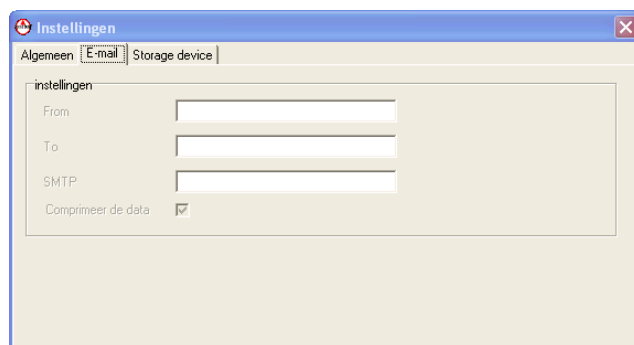 Instellingen
Algemeen E-mail Storage device
instellingen
From
To
SMTP
Comprimeer de data